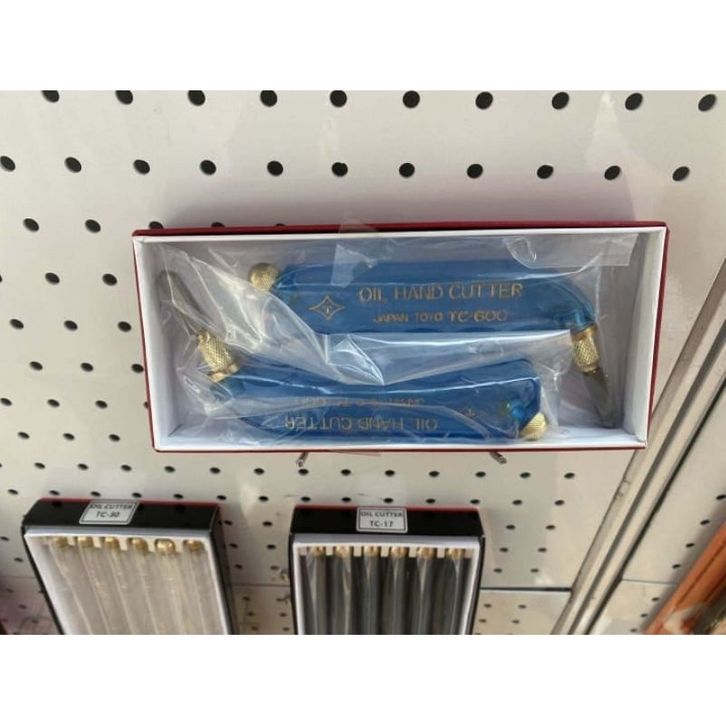 OIL HAND CUTTER
JAPAN TOYO TC-600
OIL HAND CUTTER
OIL CUTTER
TC-30
OIL CUTTER
TC-17